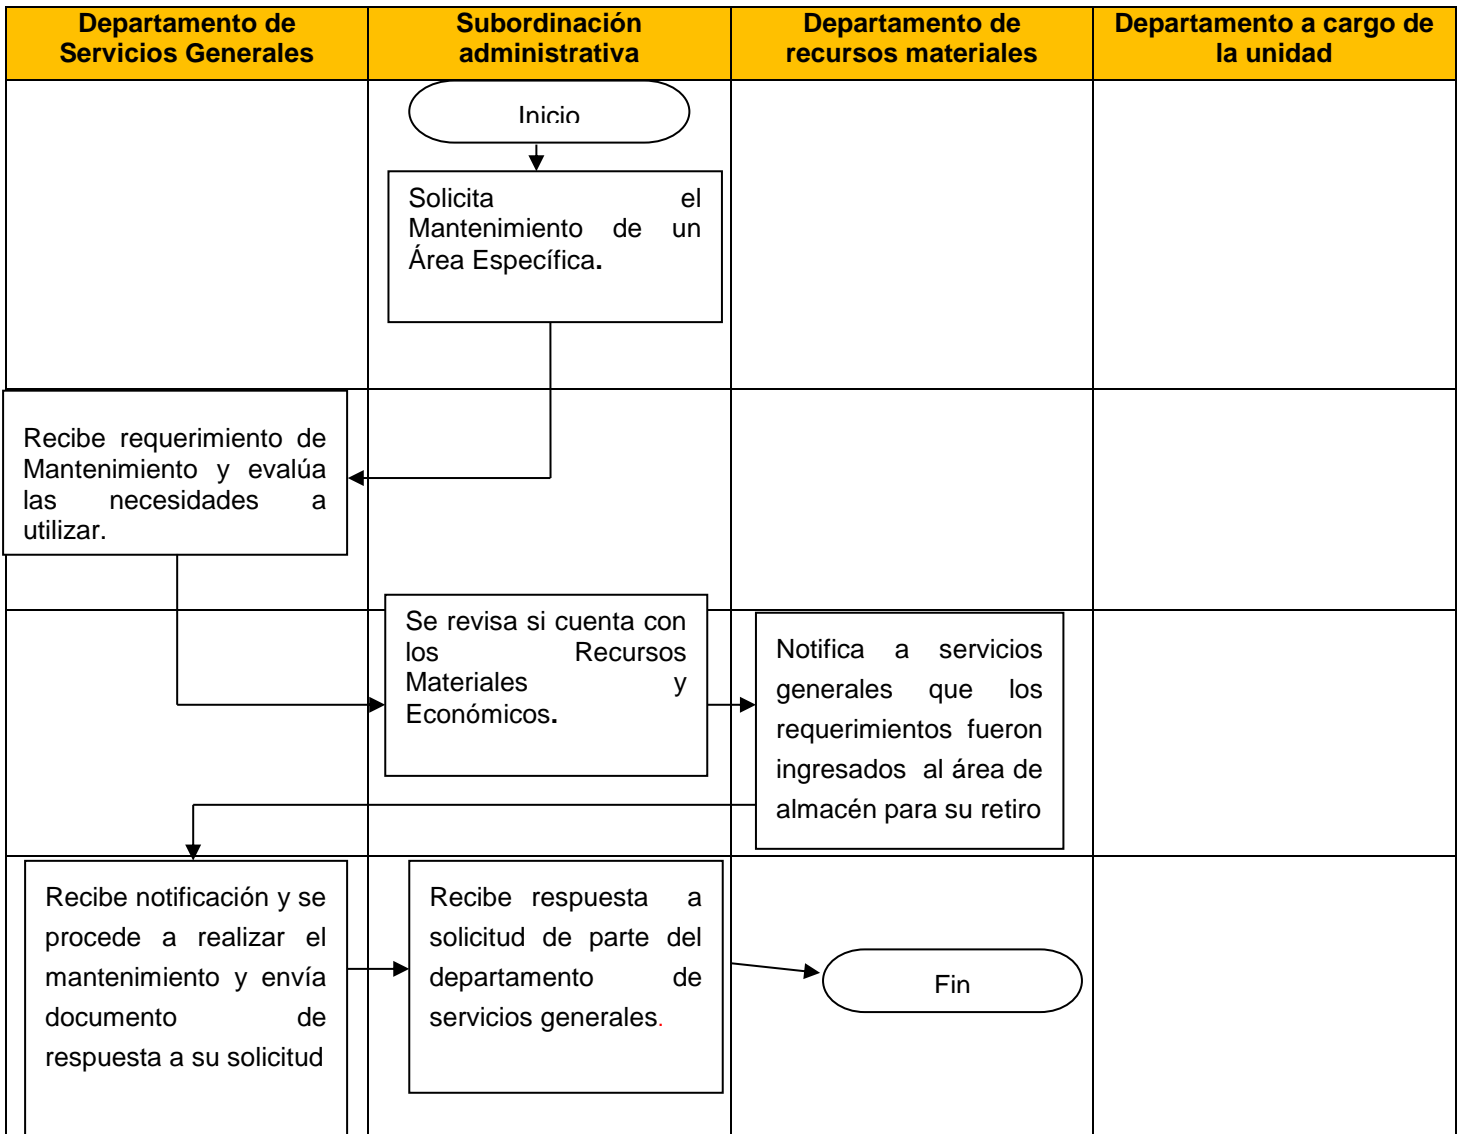 Departamento de
Servicios Generales
Subordinación
administrativa
Departamento de
recursos materiales
Departamento a cargo de
la unidad
Inicio
Solicita el
Mantenimiento de un
Área Específica.
Recibe requerimiento de
Mantenimiento y evalúa
las necesidades a
utilizar.
Se revisa si cuenta con
los Recursos
Materiales y
Económicos.
Notifica a servicios
generales que los
requerimientos fueron
ingresados al área de
almacén para su retiro
Recibe notificación y se
procede a realizar el
mantenimiento y envía
documento de
respuesta a su solicitud
Recibe respuesta a
solicitud de parte del
departamento de
servicios generales.
Fin